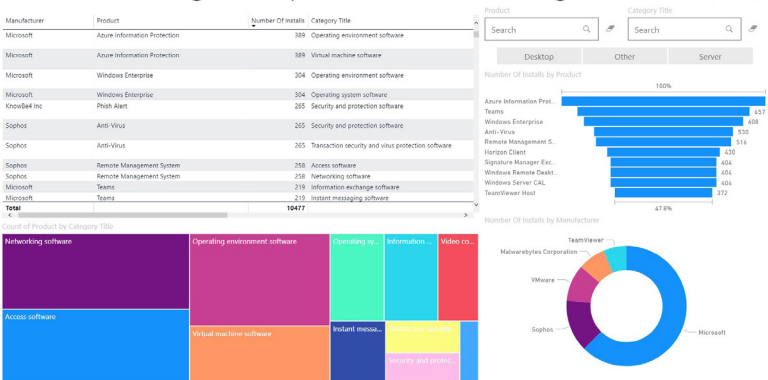 Manufacturer Product Number Of Installs Category Title
Microsoft Azure Information Protection 389 Operating environment software
Microsoft Azure Information Protection 389 Virtual machine software
Microsoft Windows Enterprise 304 Operating environment software
Microsoft Windows Enterprise 304 Operating system software
KnowBe4 Inc Phish Alert 265 Security and protection software
Sophos Anti-Virus 265 Security and protection software
Sophos Anti-Virus 265 Transaction security and virus protection software
Sophos Remote Management System 258 Access software
Sophos Remote Management System 258 Networking software
Microsoft Teams 219 Information exchange software
Microsoft Teams 219 Instant messaging software
Total 10477
Count of Product by Category Title
Networking software
Operating environment software
Operating sy...
Information ...
Video co...
Access software
Virtual machine software
Instant messa...
Security and protec...
Product
Category Title
Search
Search
Desktop
Other
Server
Number Of Installs by Product
100%
Azure Information Prot...
Teams 657
Windows Enterprise 608
Anti-Virus 530
Remote Management S... 516
Horizon Client 430
Signature Manager Exc... 404
Windows Remote Deskt... 404
Windows Server CAL 404
TeamViewer Host 372
47.8%
Number Of Installs by Manufacturer
TeamViewer
Malwarebytes Corporation
VMware
Sophos
Microsoft